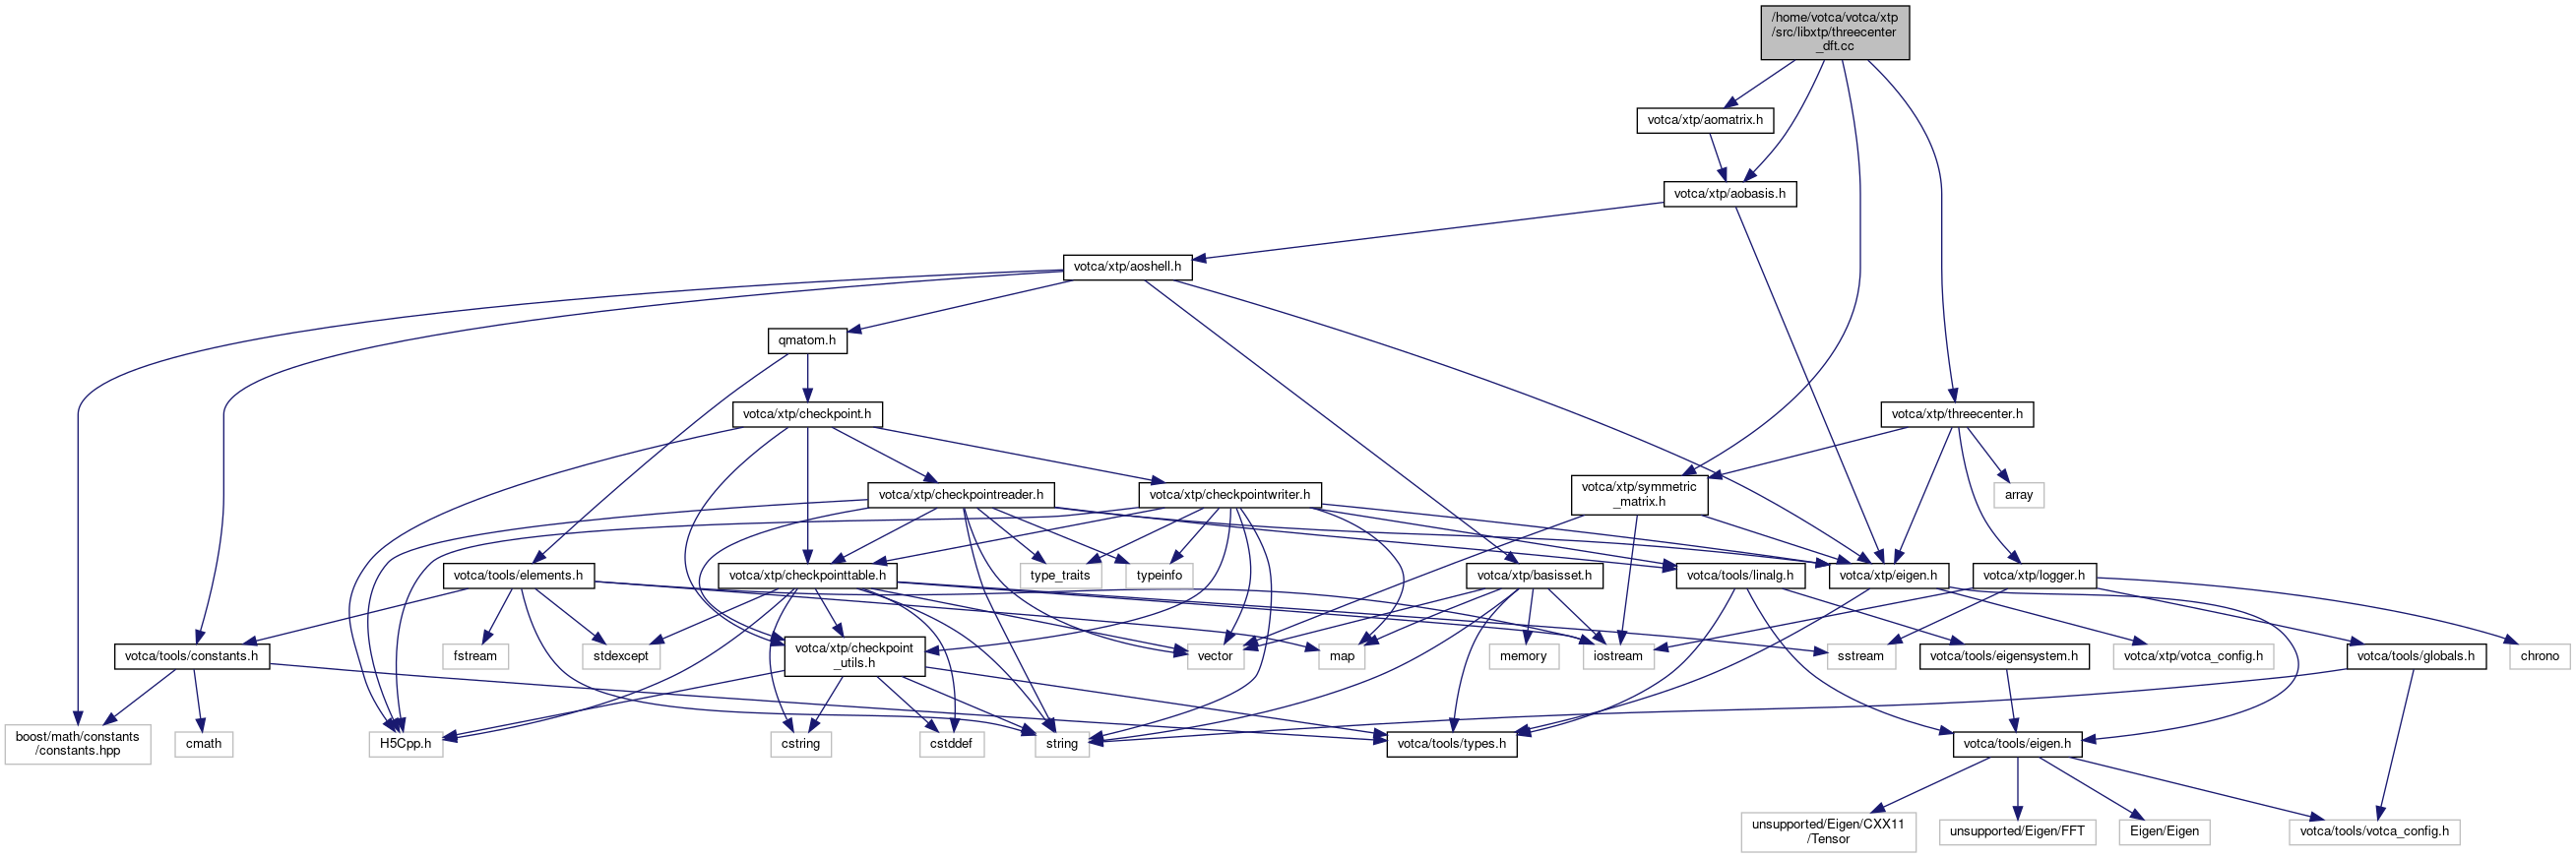 /home/votca/votca/xtp
/src/libxtp/threecenter
_dft.cc
votca/xtp/aomatrix.h
votca/xtp/aobasis.h
votca/xtp/aoshell.h
qmatom.h
votca/xtp/checkpoint.h
votca/xtp/threecenter.h
votca/xtp/checkpointreader.h
votca/xtp/checkpointwriter.h
votca/xtp/symmetric
_matrix.h
array
votca/tools/elements.h
votca/xtp/checkpointtable.h
type_traits
typeinfo
votca/xtp/basisset.h
votca/tools/linalg.h
votca/xtp/eigen.h
votca/xtp/logger.h
votca/tools/constants.h
fstream
stdexcept
votca/xtp/checkpoint
_utils.h
vector
map
memory
iostream
sstream
votca/tools/eigensystem.h
votca/xtp/votca_config.h
votca/tools/globals.h
chrono
boost/math/constants
/constants.hpp
cmath
H5Cpp.h
cstring
cstddef
string
votca/tools/types.h
votca/tools/eigen.h
unsupported/Eigen/CXX11
/Tensor
unsupported/Eigen/FFT
Eigen/Eigen
votca/tools/votca_config.h